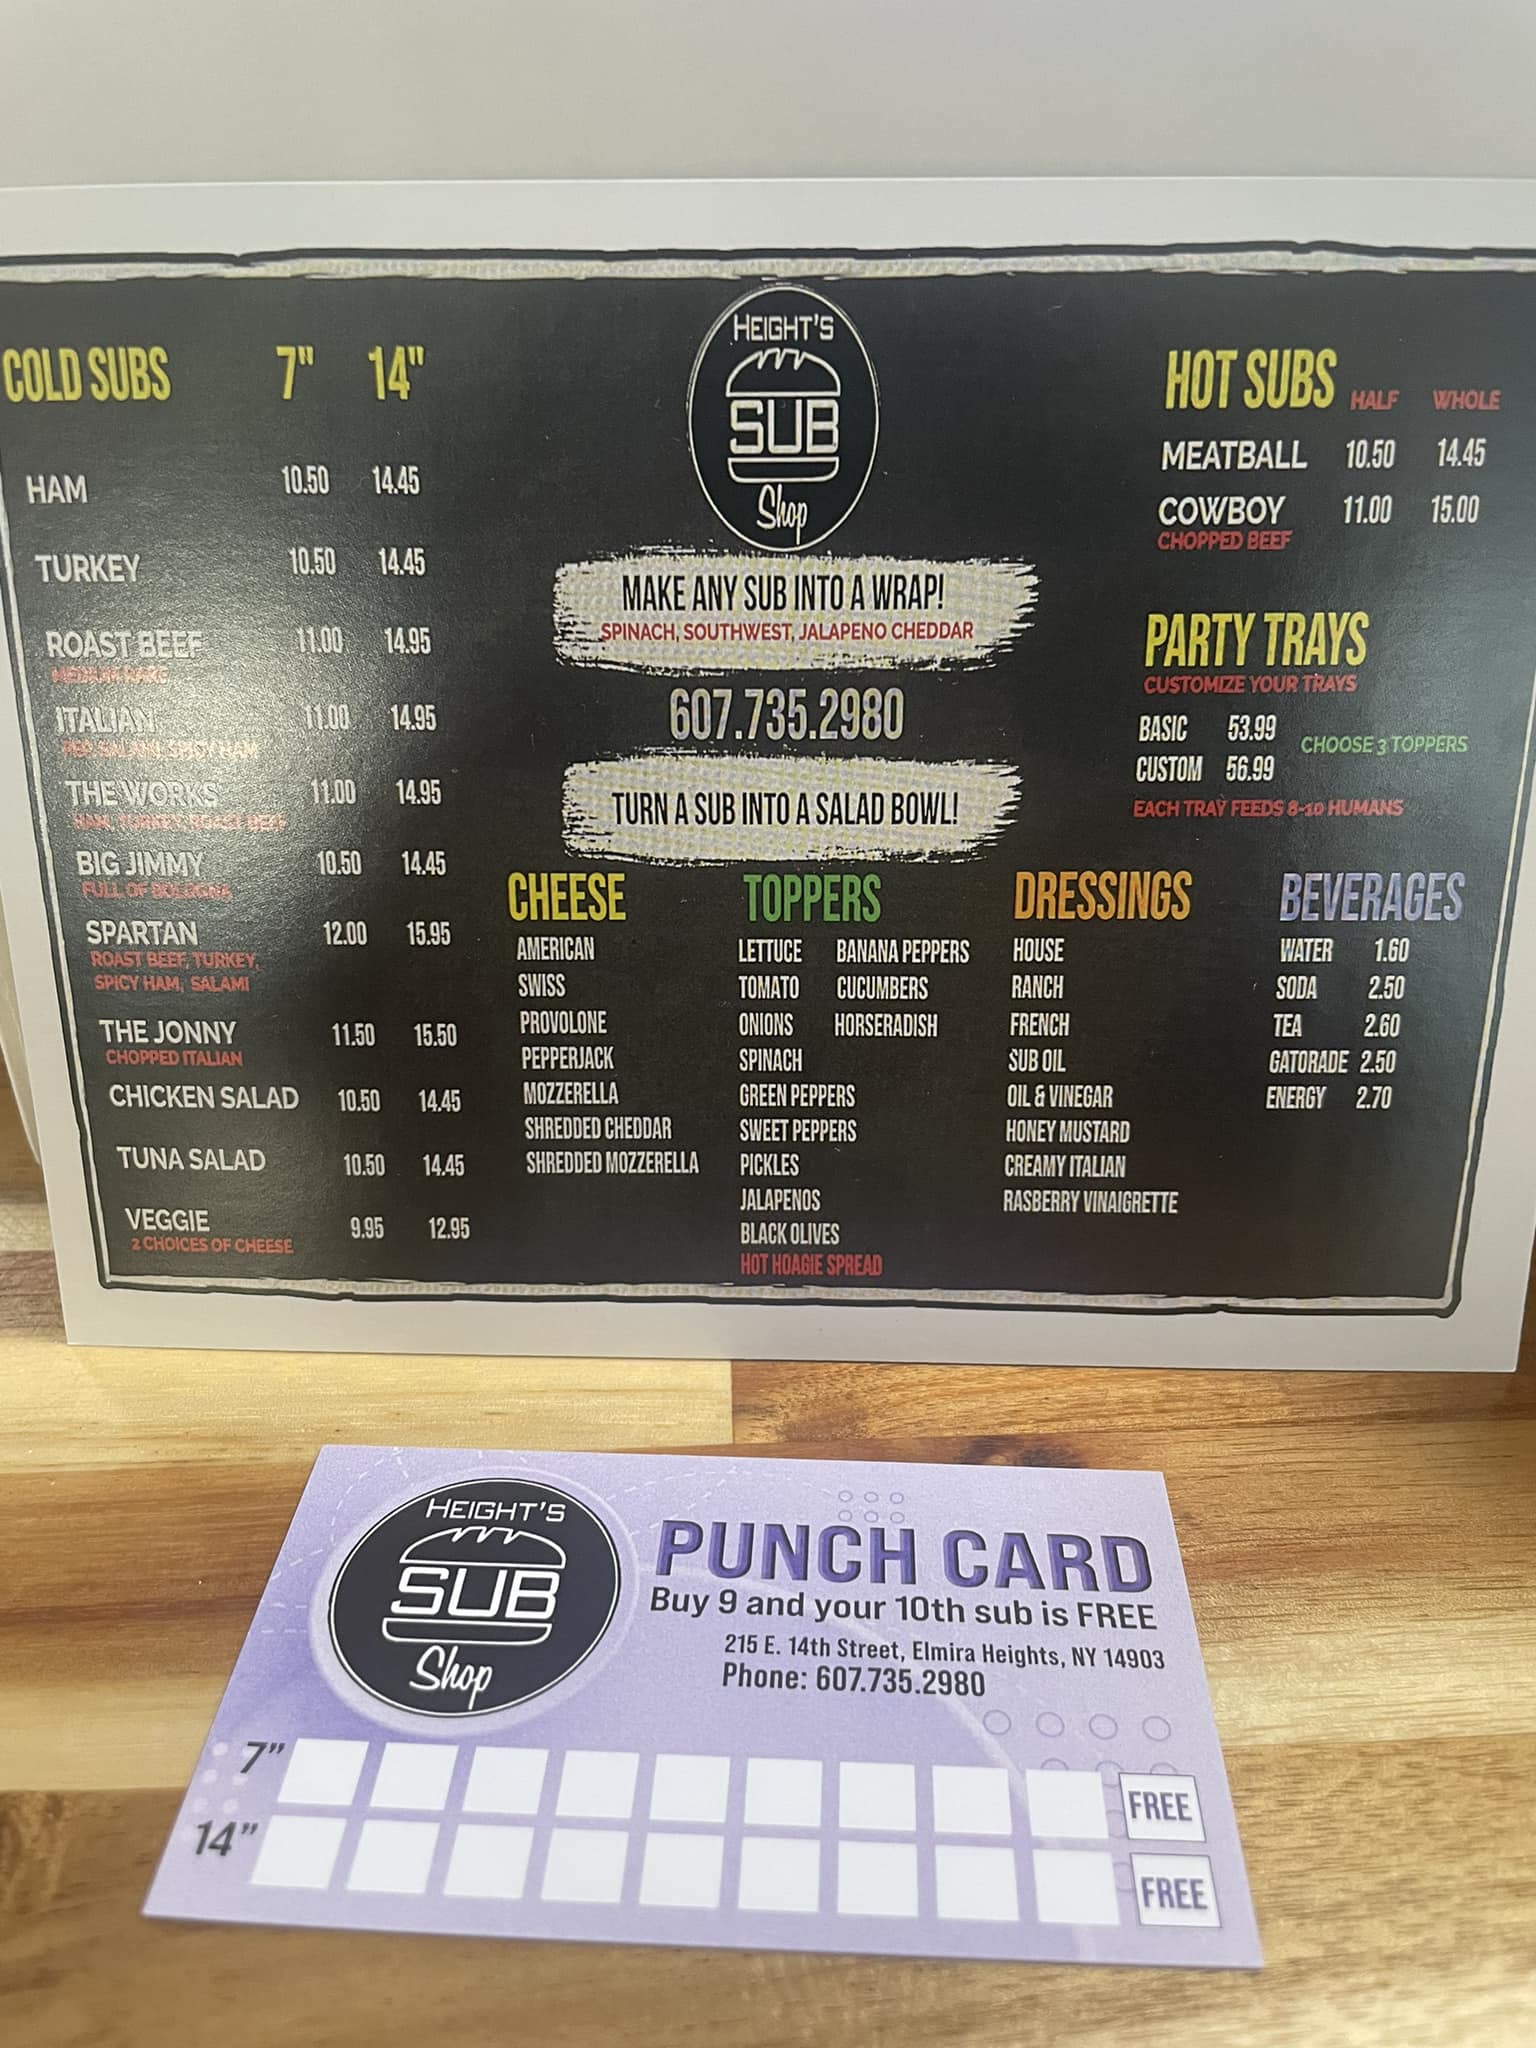 HEIGHT'S
SUB
Shop
COLD SUBS 7" 14"
HAM 10.50 14.45
TURKEY 10.50 14.45
ROAST BEEF 11.00 14.95
MEDIUM RARE
ITALIAN 11.00 14.95
PEP, SALAMI, SPICY HAM
THE WORKS 11.00 14.95
HAM, TURKEY, ROAST BEEF
BIG JIMMY 10.50 14.45
FULL OF BOLOGNA
SPARTAN 12.00 15.95
ROAST BEEF, TURKEY,
SPICY HAM, SALAMI
THE JONNY 11.50 15.50
CHOPPED ITALIAN
CHICKEN SALAD 10.50 14.45
TUNA SALAD 10.50 14.45
VEGGIE 9.95 12.95
2 CHOICES OF CHEESE
MAKE ANY SUB INTO A WRAP!
SPINACH, SOUTHWEST, JALAPENO CHEDDAR
607.735.2980
TURN A SUB INTO A SALAD BOWL!
CHEESE
AMERICAN
SWISS
PROVOLONE
PEPPERJACK
MOZZERELLA
SHREDDED CHEDDAR
SHREDDED MOZZERELLA
TOPPERS
LETTUCE BANANA PEPPERS
TOMATO CUCUMBERS
ONIONS HORSERADISH
SPINACH
GREEN PEPPERS
SWEET PEPPERS
PICKLES
JALAPENOS
BLACK OLIVES
HOT HOAGIE SPREAD
DRESSINGS
HOUSE
RANCH
FRENCH
SUB OIL
OIL & VINEGAR
HONEY MUSTARD
CREAMY ITALIAN
RASBERRY VINAIGRETTE
HOT SUBS HALF WHOLE
MEATBALL 10.50 14.45
COWBOY 11.00 15.00
CHOPPED BEEF
PARTY TRAYS
CUSTOMIZE YOUR TRAYS
BASIC 53.99
CHOOSE 3 TOPPERS
CUSTOM 56.99
EACH TRAY FEEDS 8-10 HUMANS
BEVERAGES
WATER 1.60
SODA 2.50
TEA 2.60
GATORADE 2.50
ENERGY 2.70
HEIGHT'S
SUB
Shop
PUNCH CARD
Buy 9 and your 10th sub is FREE
215 E. 14th Street, Elmira Heights, NY 14903
Phone: 607.735.2980
7" FREE
14" FREE